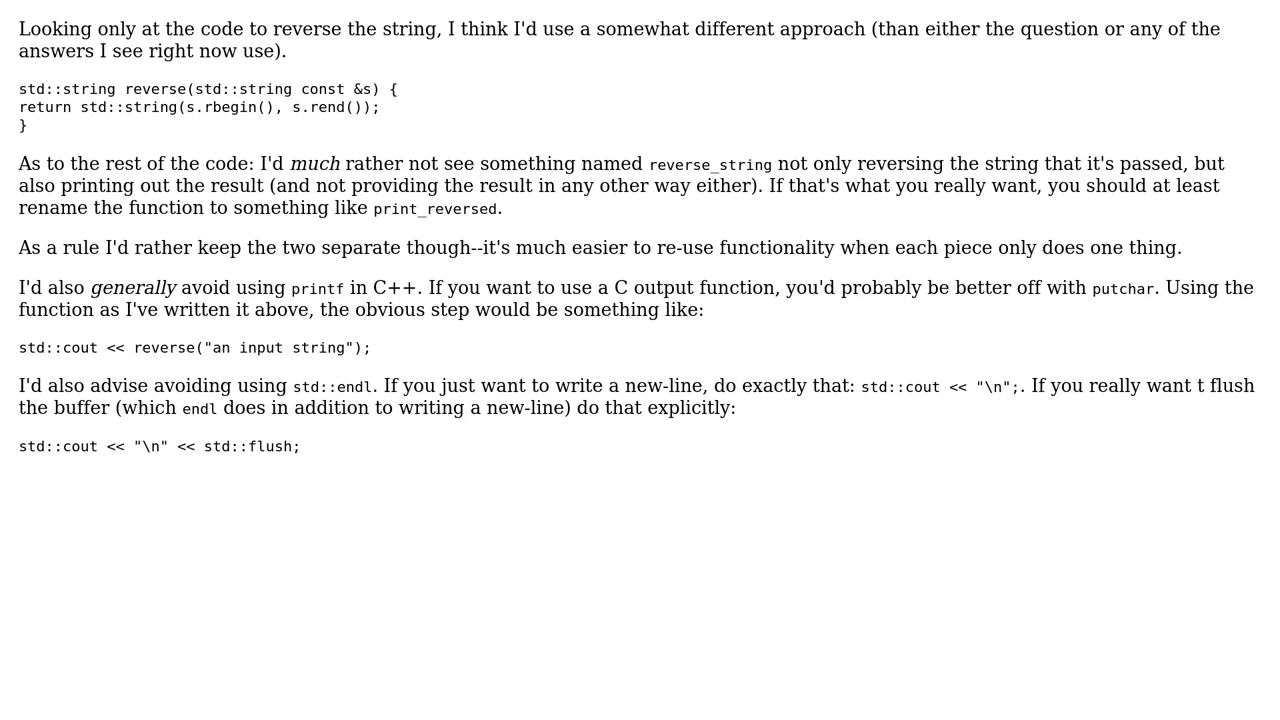 Looking only at the code to reverse the string, I think I'd use a somewhat different approach (than either the question or any of the
answers I see right now use).
std::string reverse(std::string const &s) {
return std::string(s.rbegin(), s.rend());
}
As to the rest of the code: I'd much rather not see something named reverse_string not only reversing the string that it's passed, but
also printing out the result (and not providing the result in any other way either). If that's what you really want, you should at least
rename the function to something like print_reversed.
As a rule I'd rather keep the two separate though--it's much easier to re-use functionality when each piece only does one thing.
I'd also generally avoid using printf in C++. If you want to use a C output function, you'd probably be better off with putchar. Using the
function as I've written it above, the obvious step would be something like:
std::cout << reverse("an input string");
I'd also advise avoiding using std::endl. If you just want to write a new-line, do exactly that: std::cout << "\n";. If you really want t flush
the buffer (which endl does in addition to writing a new-line) do that explicitly:
std::cout << "\n" << std::flush;